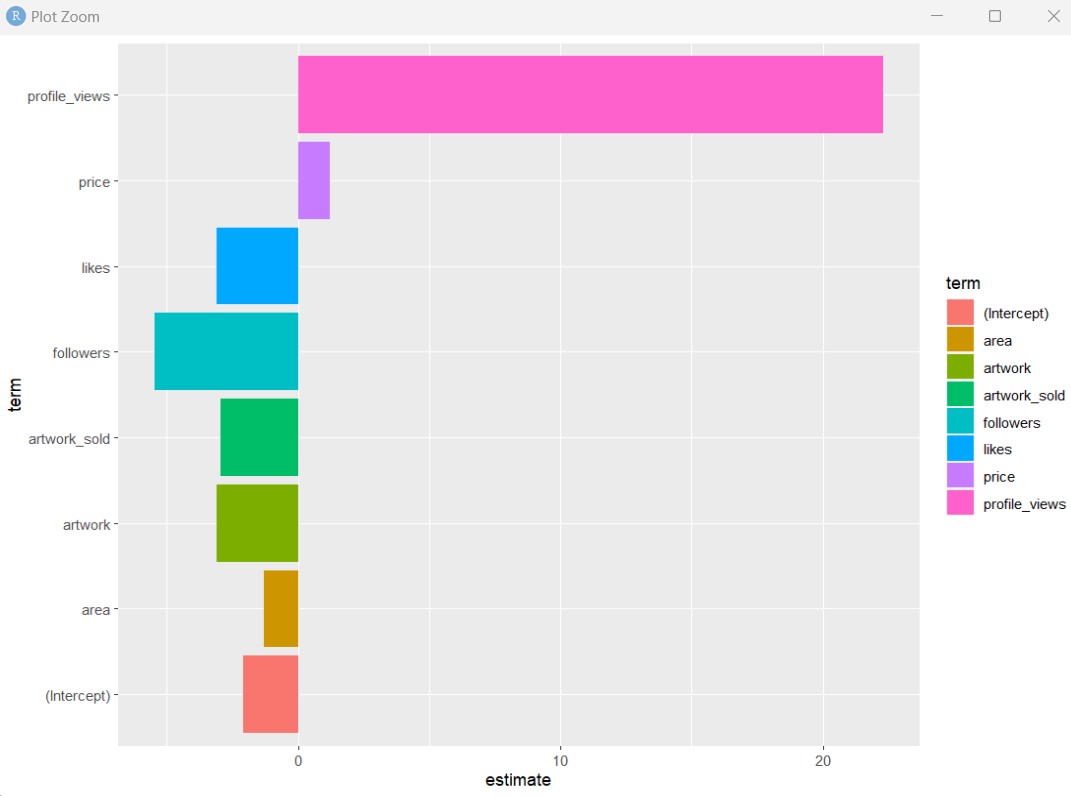 R Plot Zoom
profile_views
price
likes
followers
artwork_sold
artwork
area
(Intercept)
term
0 10 20
estimate
term
(Intercept)
area
artwork
artwork_sold
followers
likes
price
profile_views